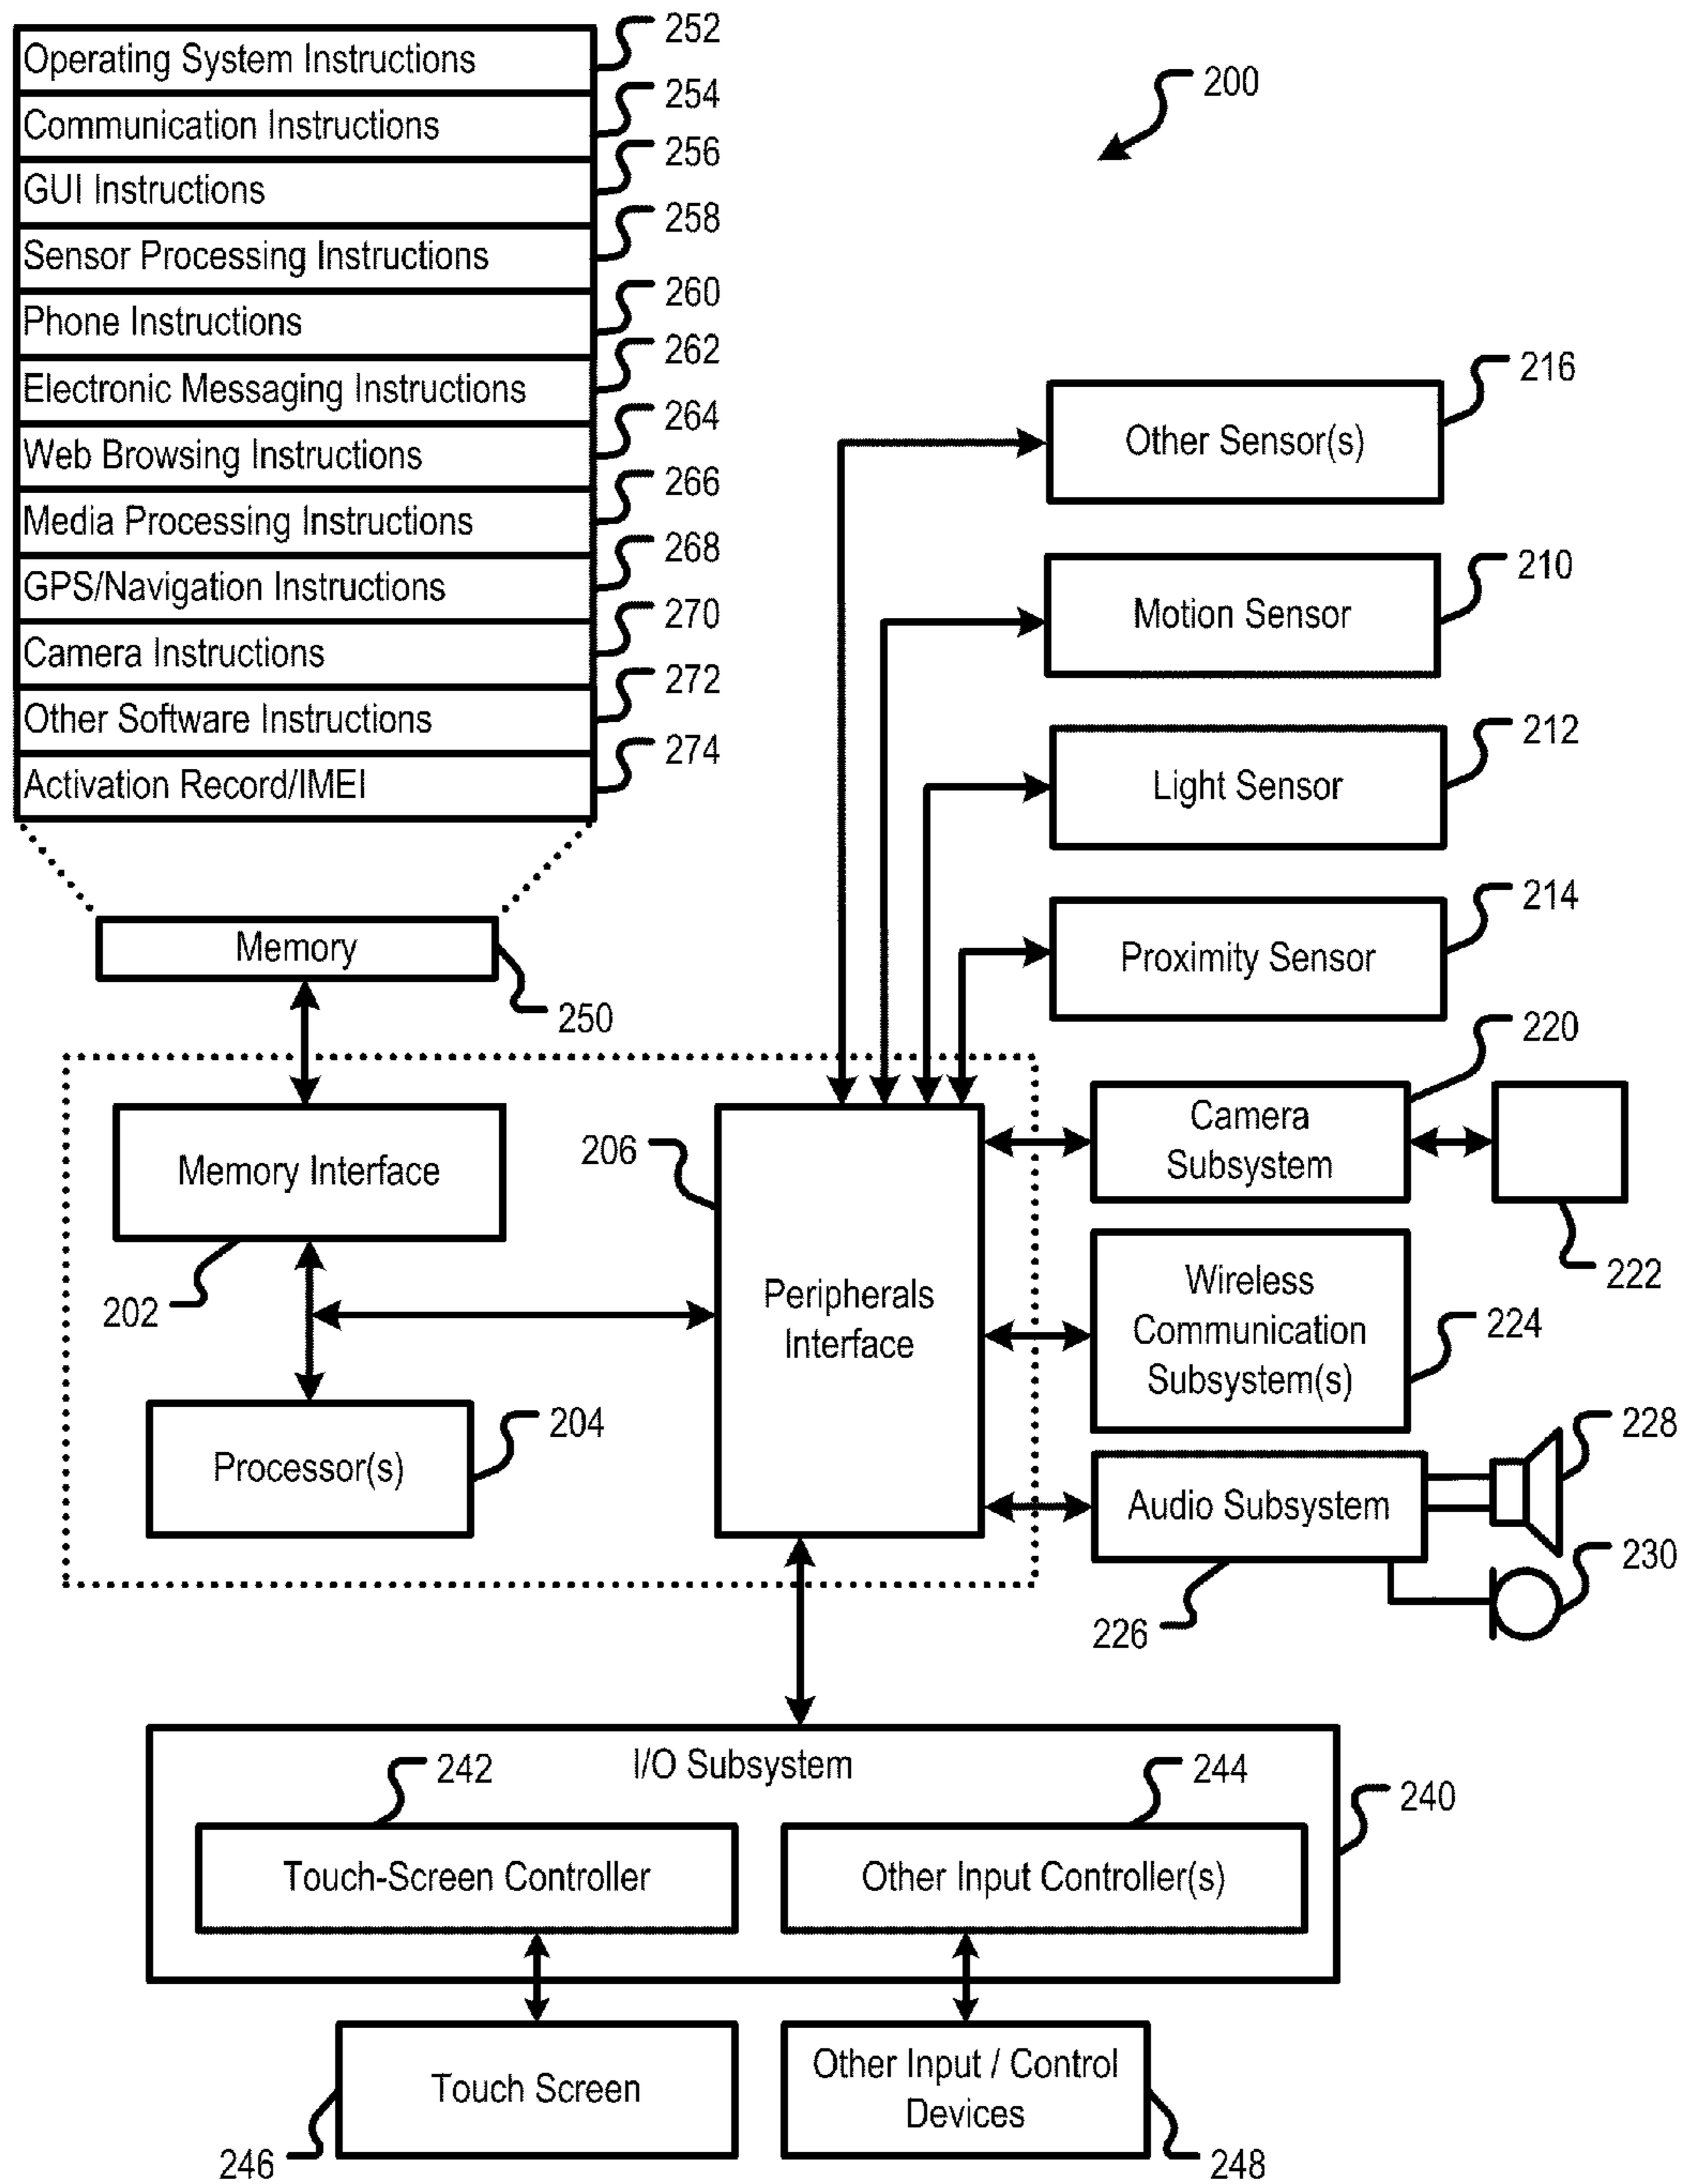 Operating System Instructions
252
Communication Instructions
254
GUI Instructions
256
Sensor Processing Instructions
258
Phone Instructions
260
Electronic Messaging Instructions
262
Web Browsing Instructions
264
Media Processing Instructions
266
GPS/Navigation Instructions
268
Camera Instructions
270
Other Software Instructions
272
Activation Record/IMEI
274
200
Other Sensor(s)
216
Motion Sensor
210
Light Sensor
212
Proximity Sensor
214
Memory
250
Memory Interface
202
Processor(s)
204
206
Peripherals
Interface
Camera
Subsystem
220
222
Wireless
Communication
Subsystem(s)
224
Audio Subsystem
226
228
230
I/O Subsystem
240
242
Touch-Screen Controller
244
Other Input Controller(s)
Touch Screen
246
Other Input / Control
Devices
248